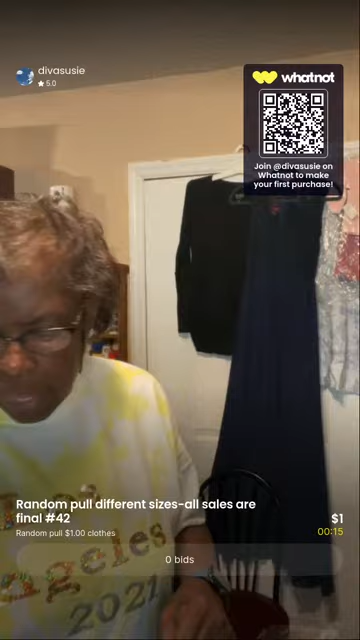 divasusie
★ 5.0
whatnot
Join @divasusie on
Whatnot to make
your first purchase!
Random pull different sizes-all sales are
final #42
$1
Random pull $1.00 clothes
00:15
0 bids
geles
2021